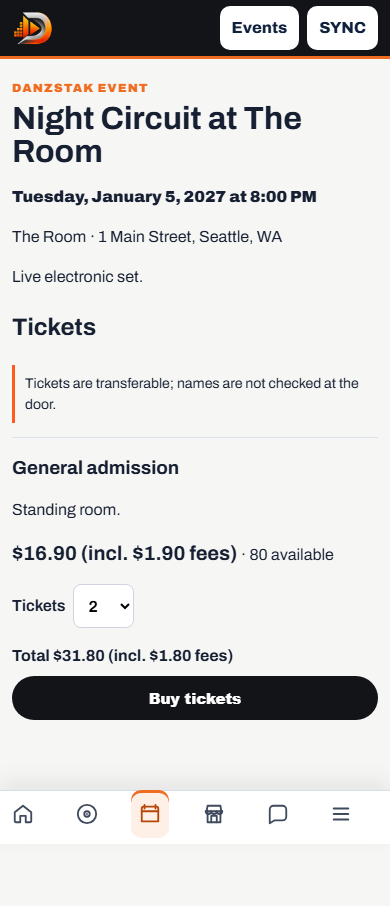 Events
SYNC
DANZSTAK EVENT
Night Circuit at The
Room
Tuesday, January 5, 2027 at 8:00 PM
The Room · 1 Main Street, Seattle, WA
Live electronic set.
Tickets
Tickets are transferable; names are not checked at the
door.
General admission
Standing room.
$16.90 (incl. $1.90 fees) · 80 available
Tickets 2
Total $31.80 (incl. $1.80 fees)
Buy tickets